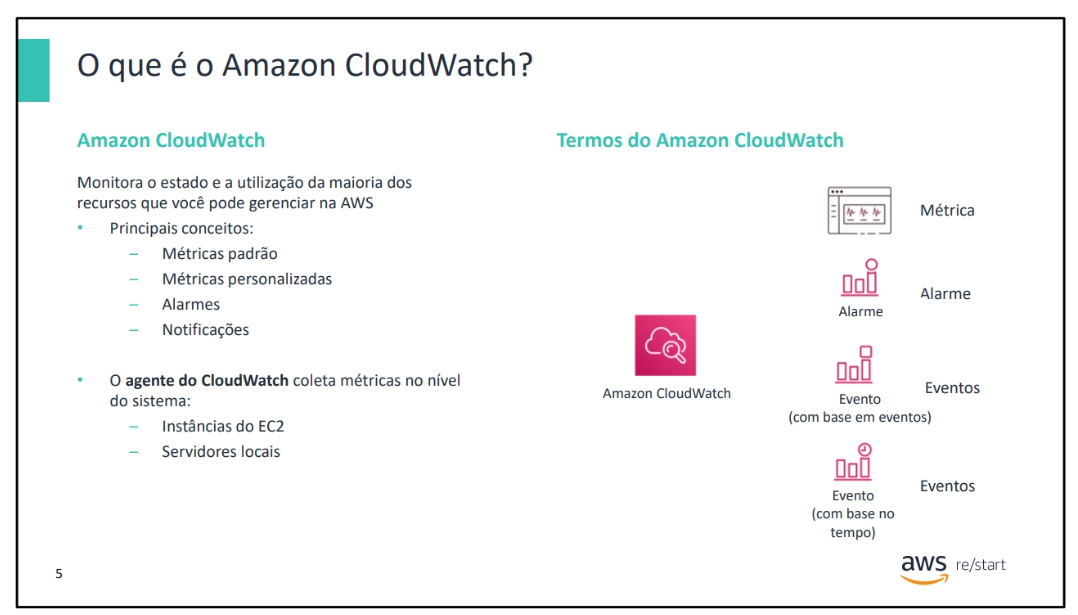 O que é o Amazon CloudWatch?
Amazon CloudWatch
Monitora o estado e a utilização da maioria dos
recursos que você pode gerenciar na AWS
• Principais conceitos:
– Métricas padrão
– Métricas personalizadas
– Alarmes
– Notificações
• O agente do CloudWatch coleta métricas no nível
do sistema:
– Instâncias do EC2
– Servidores locais
Termos do Amazon CloudWatch
Amazon CloudWatch
Métrica
Alarme
Alarme
Evento
(com base em eventos)
Eventos
Evento
(com base no
tempo)
Eventos
5
aws re/start